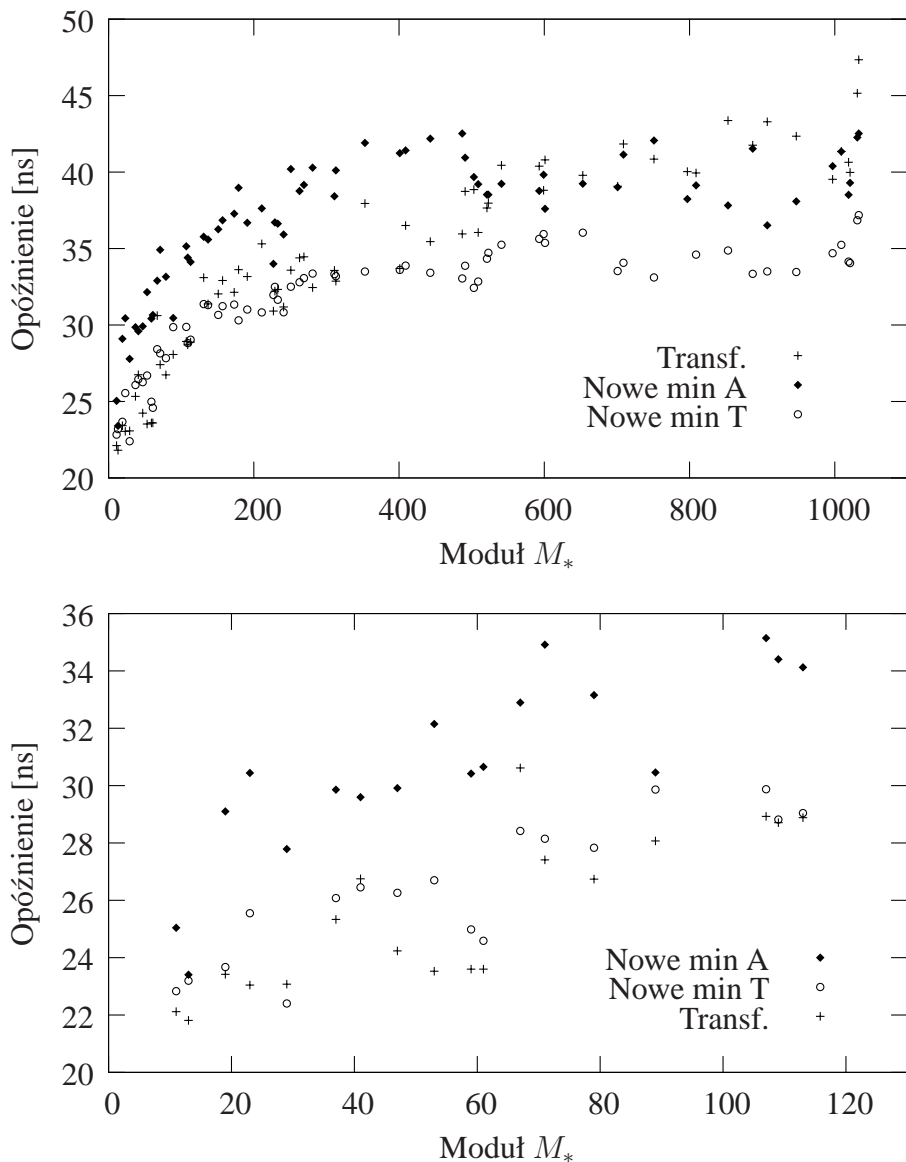 50
45
40
35
30
25
20
Opóźnienie [ns]
Transf.
Nowe min A
Nowe min T
0 200 400 600 800 1000
Moduł M∗
36
34
32
30
28
26
24
22
20
Opóźnienie [ns]
Nowe min A
Nowe min T
Transf.
0 20 40 60 80 100 120
Moduł M∗